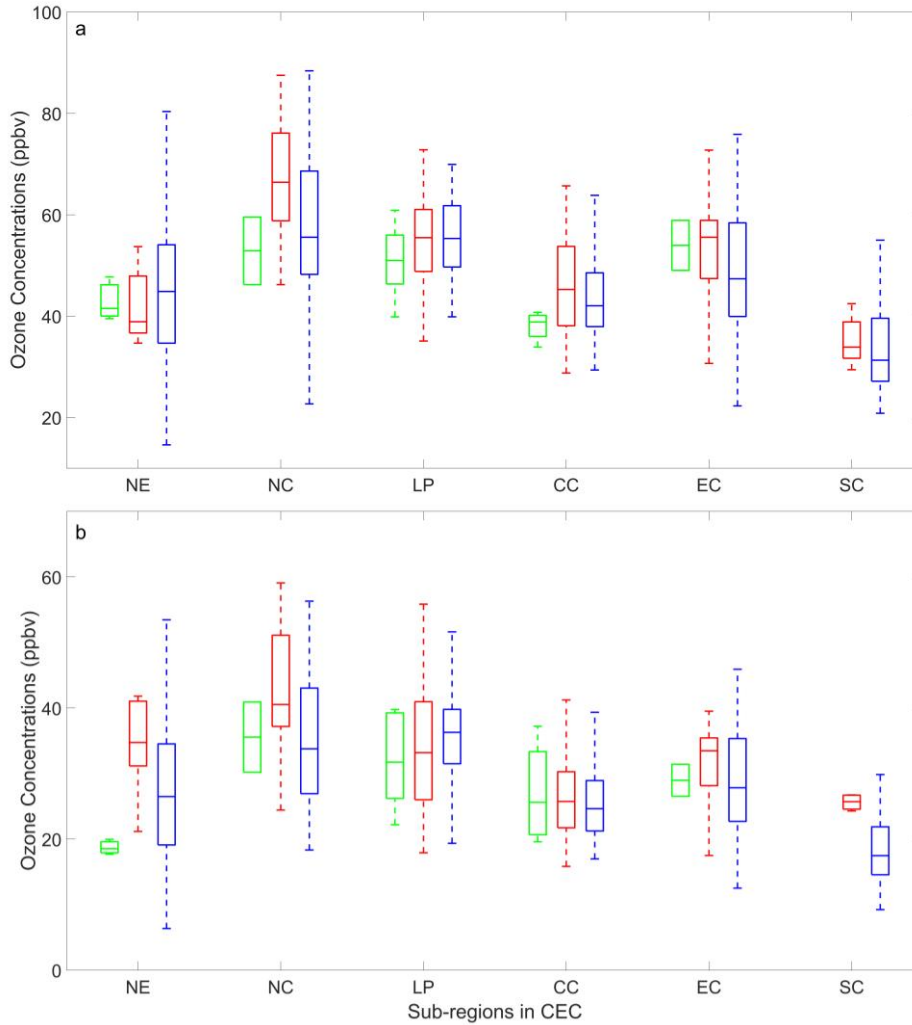 a
Ozone Concentrations (ppbv)
100
80
60
40
20
NE NC LP CC EC SC
b
Ozone Concentrations (ppbv)
60
40
20
0
NE NC LP CC EC SC
Sub-regions in CEC